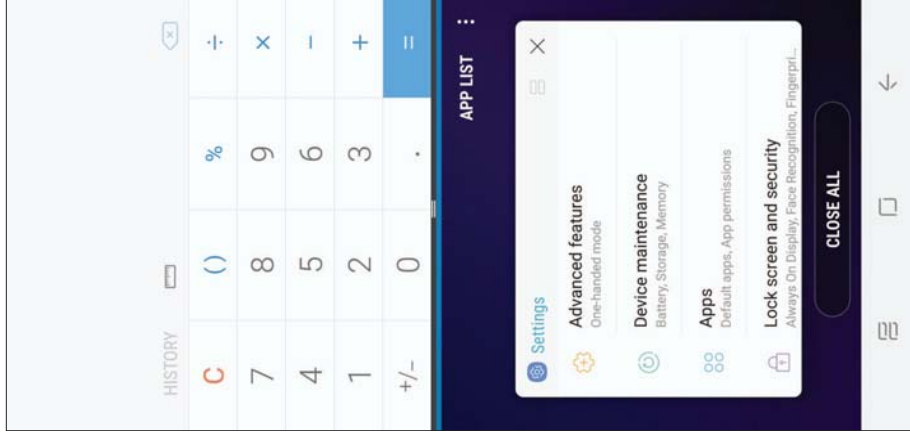 HISTORY
C () % ÷
7 8 9 ×
4 5 6 −
1 2 3 +
+/− 0 . =
APP LIST
Settings
Advanced features
One-handed mode
Device maintenance
Battery, Storage, Memory
Apps
Default apps, App permissions
Lock screen and security
Always On Display, Face Recognition, Fingerpri...
CLOSE ALL